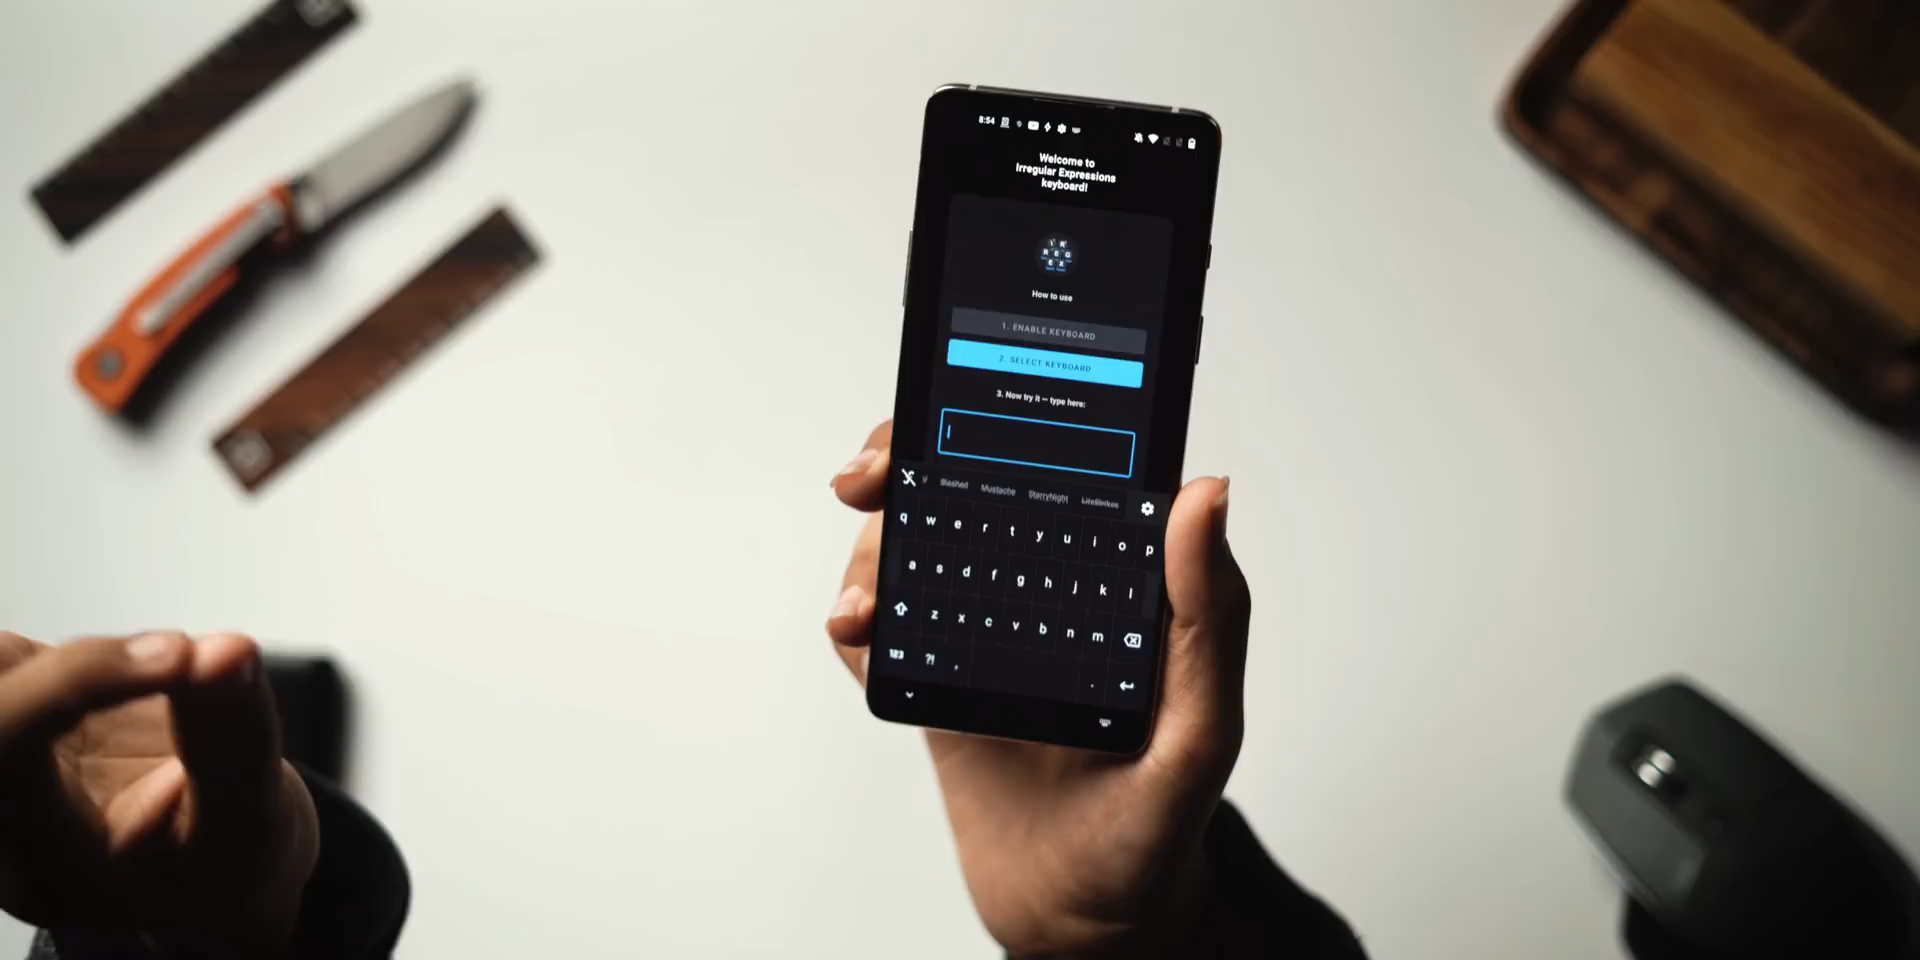 8:54
Welcome to
Irregular Expressions
keyboard!
I R
R E G
E X
How to use
1. ENABLE KEYBOARD
2. SELECT KEYBOARD
3. Now try it – type here:
Slashed Mustache StarryNight LiteStrikes
q w e r t y u i o p
a s d f g h j k l
z x c v b n m
123 ?! , .